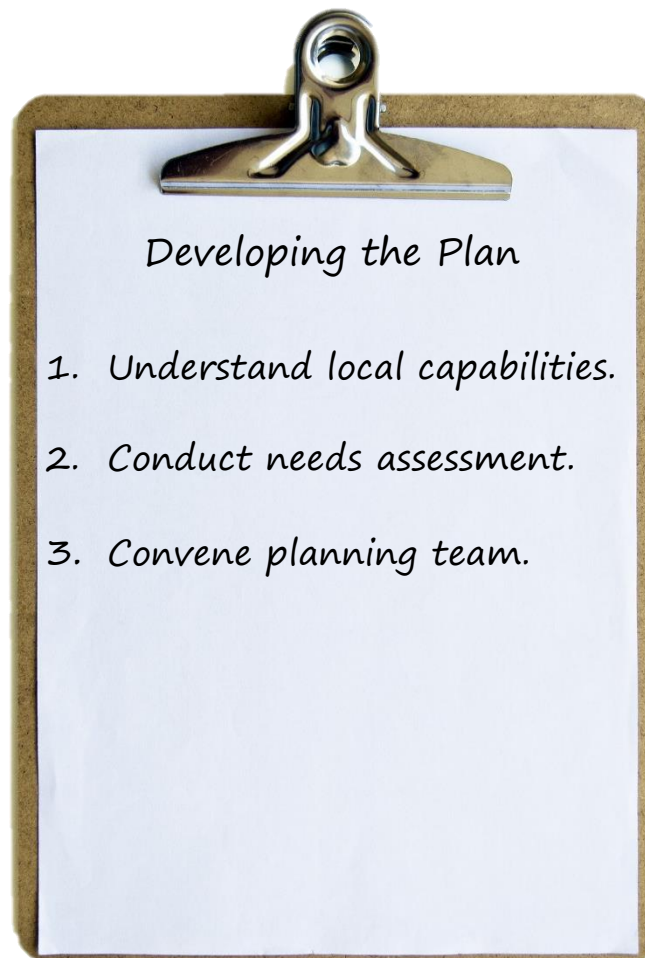 Developing the Plan
1. Understand local capabilities.
2. Conduct needs assessment.
3. Convene planning team.